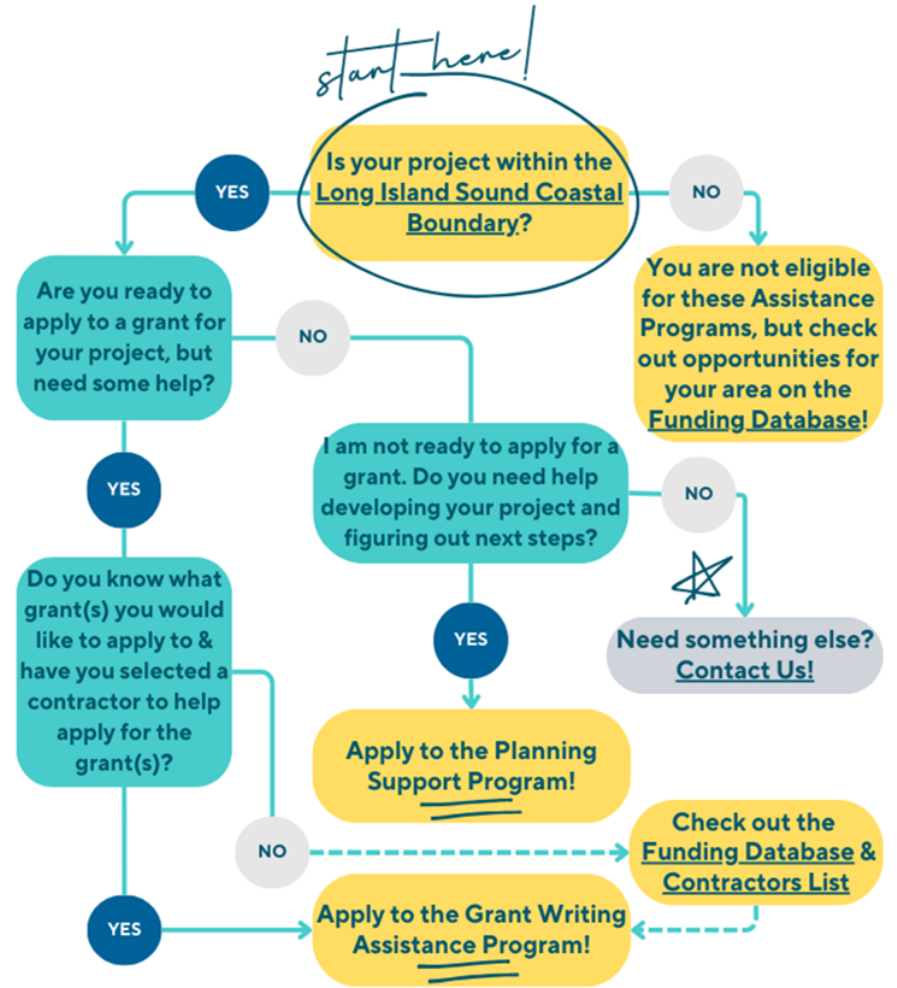 start here!
Is your project within the
Long Island Sound Coastal
Boundary?
YES
NO
Are you ready to
apply to a grant for
your project, but
need some help?
NO
You are not eligible
for these Assistance
Programs, but check
out opportunities for
your area on the
Funding Database!
YES
I am not ready to apply for a
grant. Do you need help
developing your project and
figuring out next steps?
NO
Do you know what
grant(s) you would
like to apply to &
have you selected a
contractor to help
apply for the
grant(s)?
YES
Need something else?
Contact Us!
Apply to the Planning
Support Program!
NO
Check out the
Funding Database &
Contractors List
YES
Apply to the Grant Writing
Assistance Program!